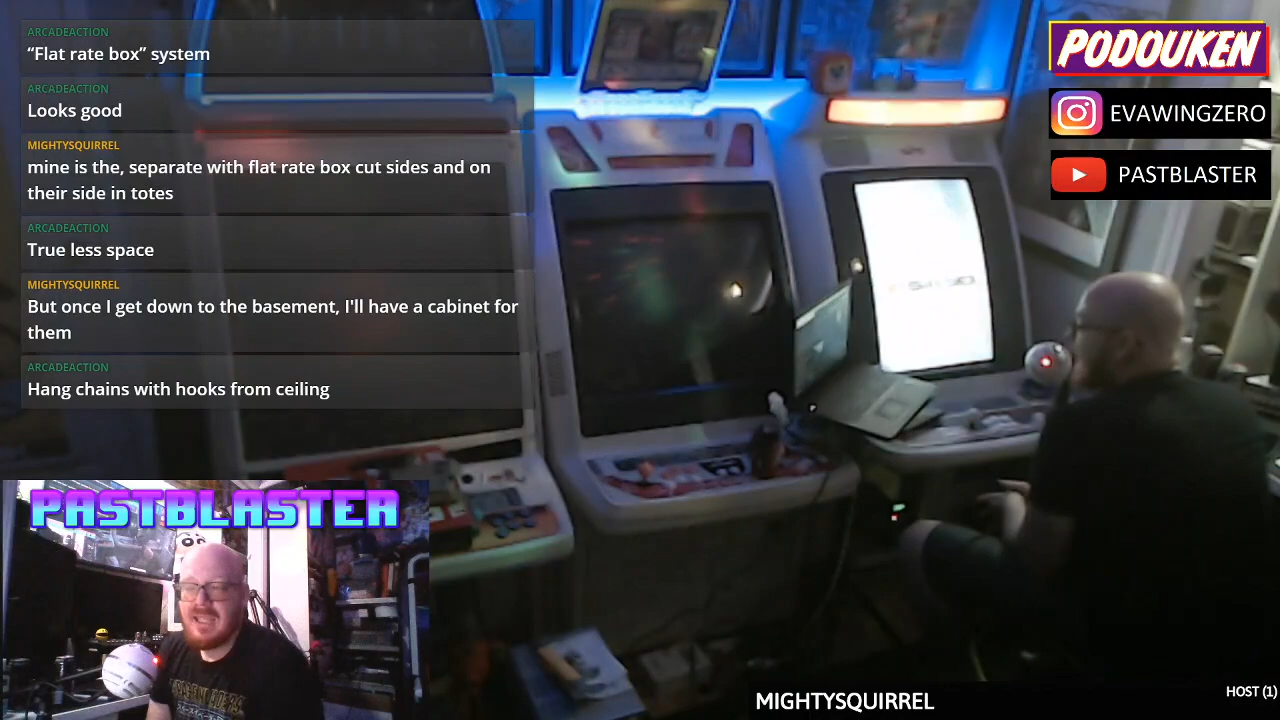 ARCADEACTION
“Flat rate box” system
ARCADEACTION
Looks good
MIGHTYSQUIRREL
mine is the, separate with flat rate box cut sides and on
their side in totes
ARCADEACTION
True less space
MIGHTYSQUIRREL
But once I get down to the basement, I'll have a cabinet for
them
ARCADEACTION
Hang chains with hooks from ceiling
PODOUKEN
EVAWINGZERO
PASTBLASTER
PASTBLASTER
MIGHTYSQUIRREL
HOST (1)